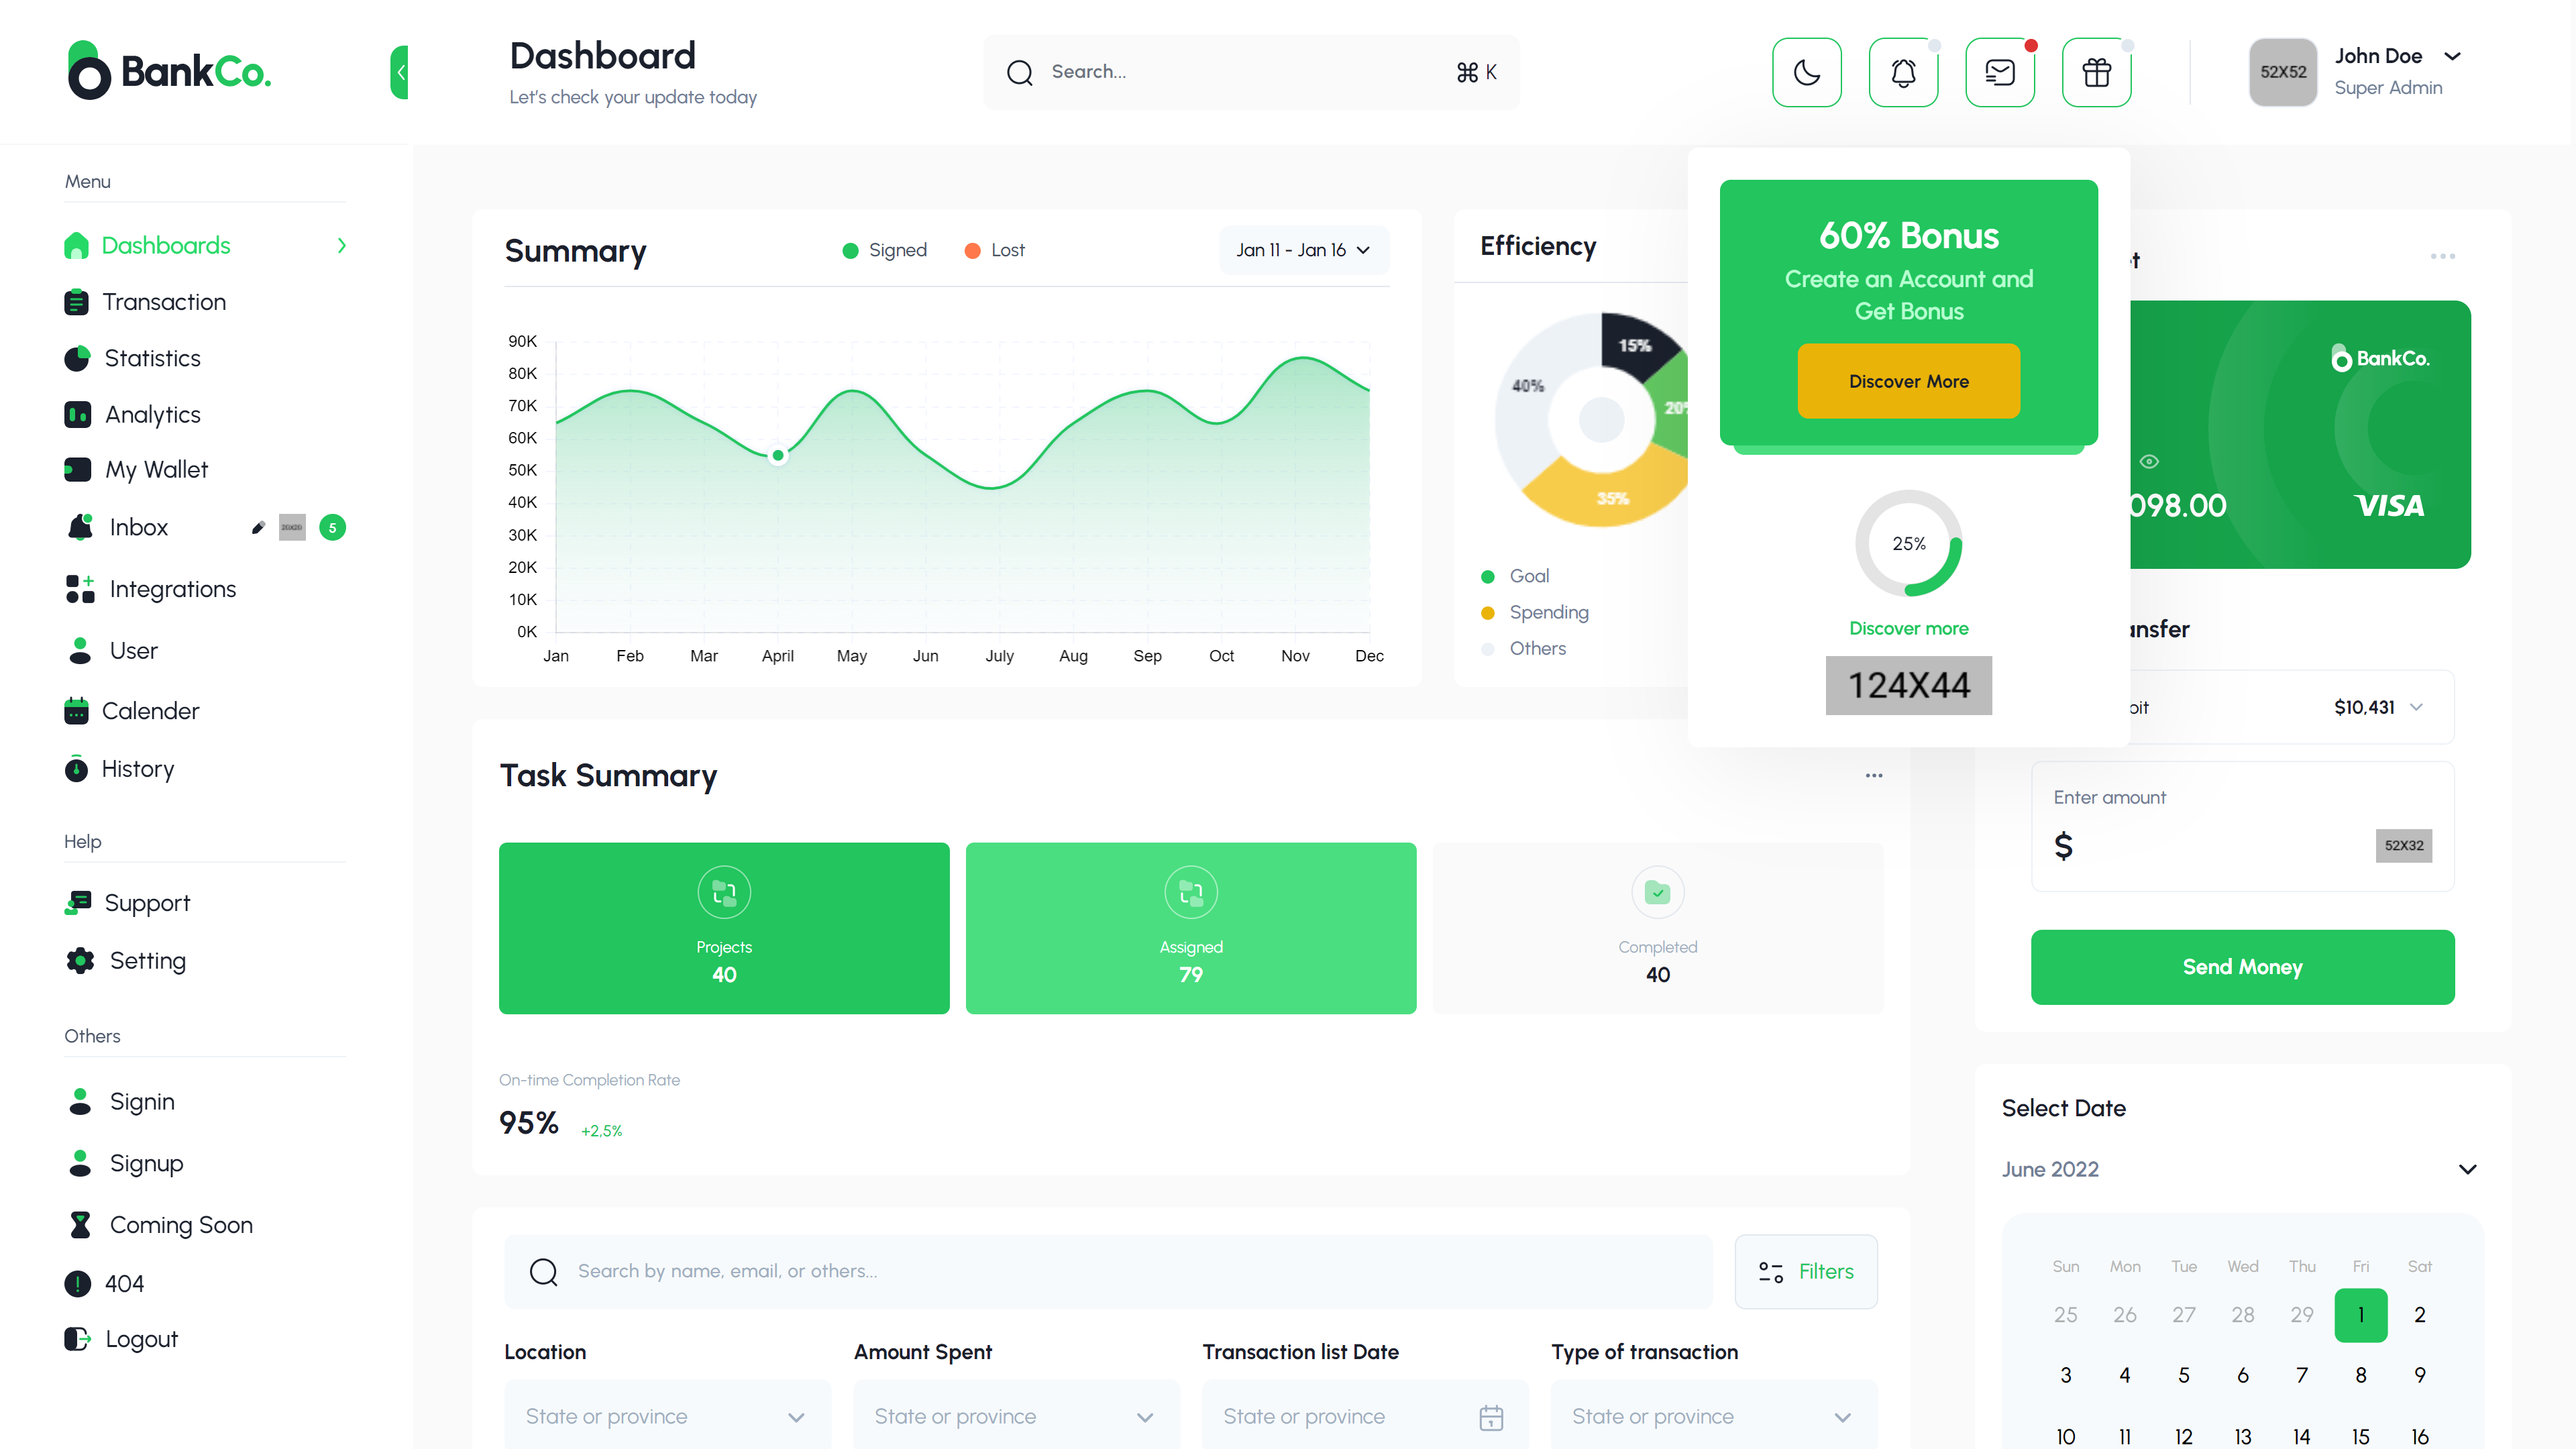 BankCo.
Dashboard
Let's check your update today
Search...
⌘ K
52X52
John Doe
Super Admin
Menu
Dashboards
Transaction
Statistics
Analytics
My Wallet
Inbox
20X20
5
Integrations
User
Calender
History
Help
Support
Setting
Others
Signin
Signup
Coming Soon
404
Logout
Summary
Signed
Lost
Jan 11 - Jan 16
90K
80K
70K
60K
50K
40K
30K
20K
10K
0K
Jan Feb Mar April May Jun July Aug Sep Oct Nov Dec
Efficiency
15%
40%
20%
35%
Goal
Spending
Others
60% Bonus
Create an Account and
Get Bonus
Discover More
25%
Discover more
124X44
BankCo.
098.00
VISA
$10,431
Enter amount
$
52X32
Send Money
Task Summary
Projects
40
Assigned
79
Completed
40
On-time Completion Rate
95% +2,5%
Search by name, email, or others...
Filters
Location
Amount Spent
Transaction list Date
Type of transaction
State or province
State or province
State or province
State or province
Select Date
June 2022
Sun Mon Tue Wed Thu Fri Sat
25 26 27 28 29 1 2
3 4 5 6 7 8 9
10 11 12 13 14 15 16